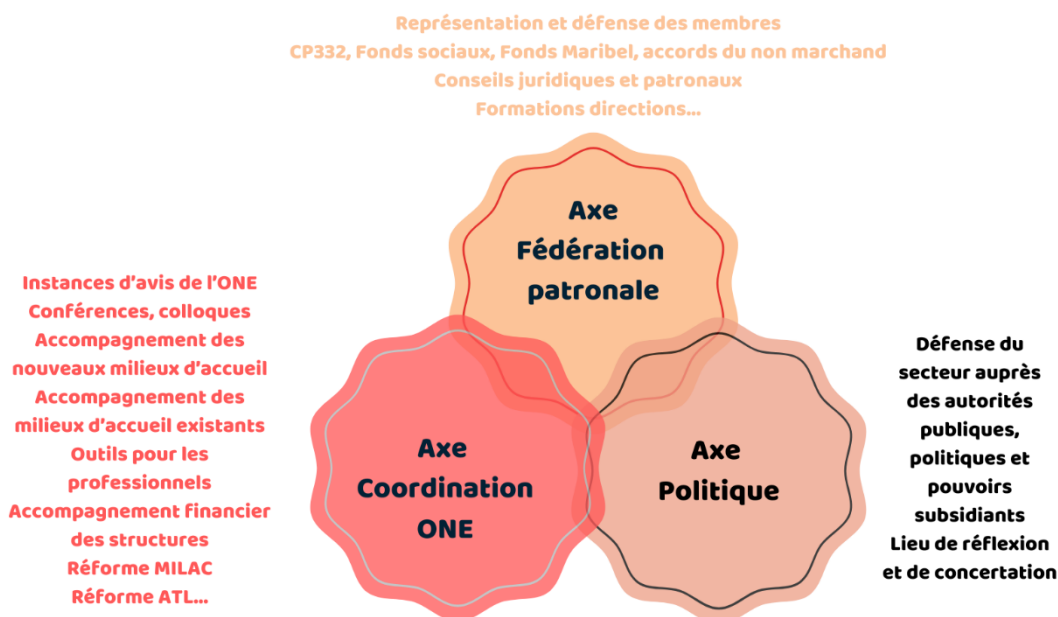 Représentation et défense des membres
CP332, Fonds sociaux, Fonds Maribel, accords du non marchand
Conseils juridiques et patronaux
Formations directions...
Axe
Fédération
patronale
Instances d'avis de l'ONE
Conférences, colloques
Accompagnement des
nouveaux milieux d'accueil
Accompagnement des
milieux d'accueil existants
Outils pour les
professionnels
Accompagnement financier
des structures
Réforme MILAC
Réforme ATL...
Axe
Coordination
ONE
Axe
Politique
Défense du
secteur auprès
des autorités
publiques,
politiques et
pouvoirs
subsidiants
Lieu de réflexion
et de concertation